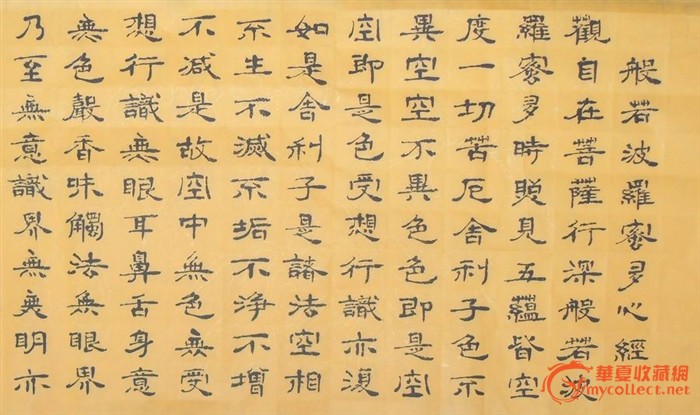 般若波羅蜜多心經
觀自在菩薩行深般若波
羅蜜多時照見五蘊皆空
度一切苦厄舍利子色不
異空空不異色色即是空
空即是色受想行識亦復
如是舍利子是諸法空相
不生不滅不垢不淨不增
不減是故空中無色無受
想行識無眼耳鼻舌身意
無色聲香味觸法無眼界
乃至無意識界無無明亦
華夏收藏網
mycollect.net